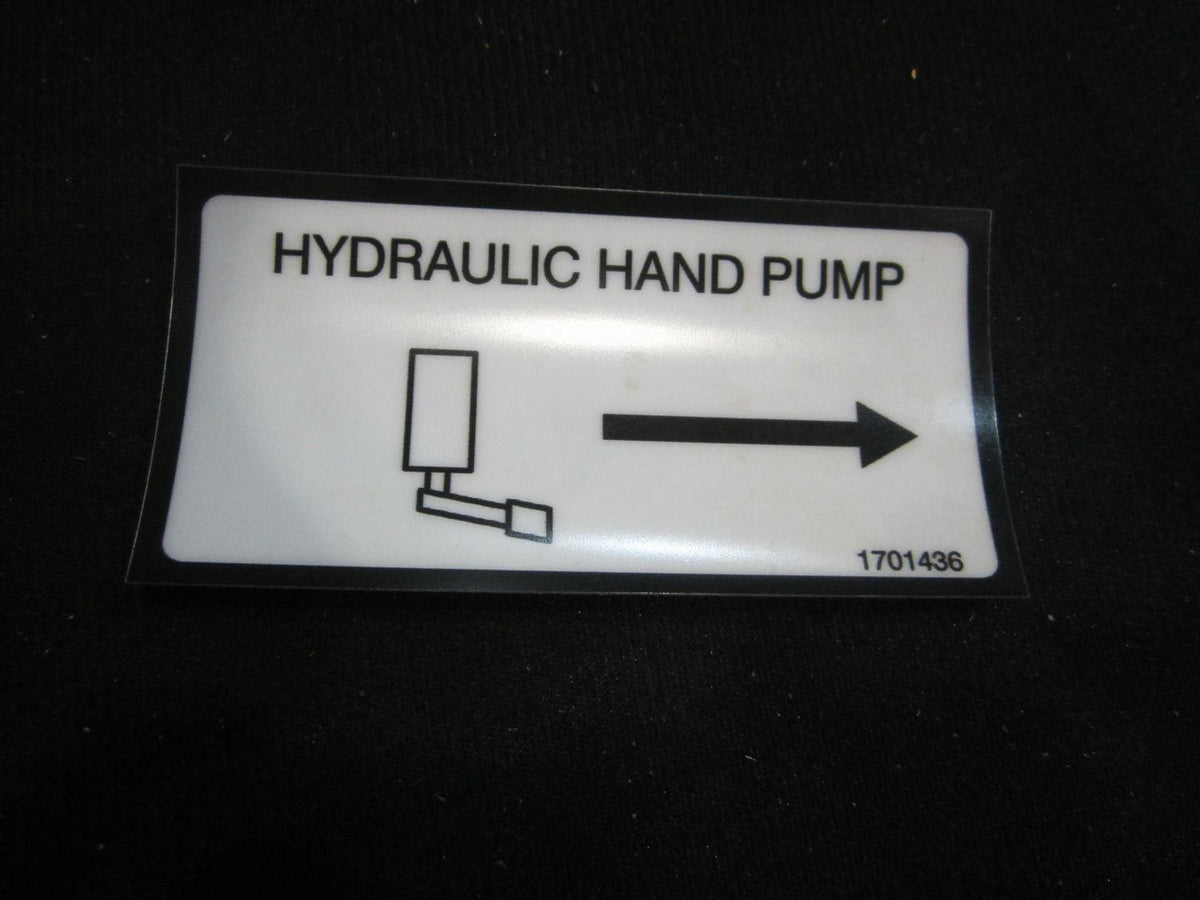 HYDRAULIC HAND PUMP
1701436